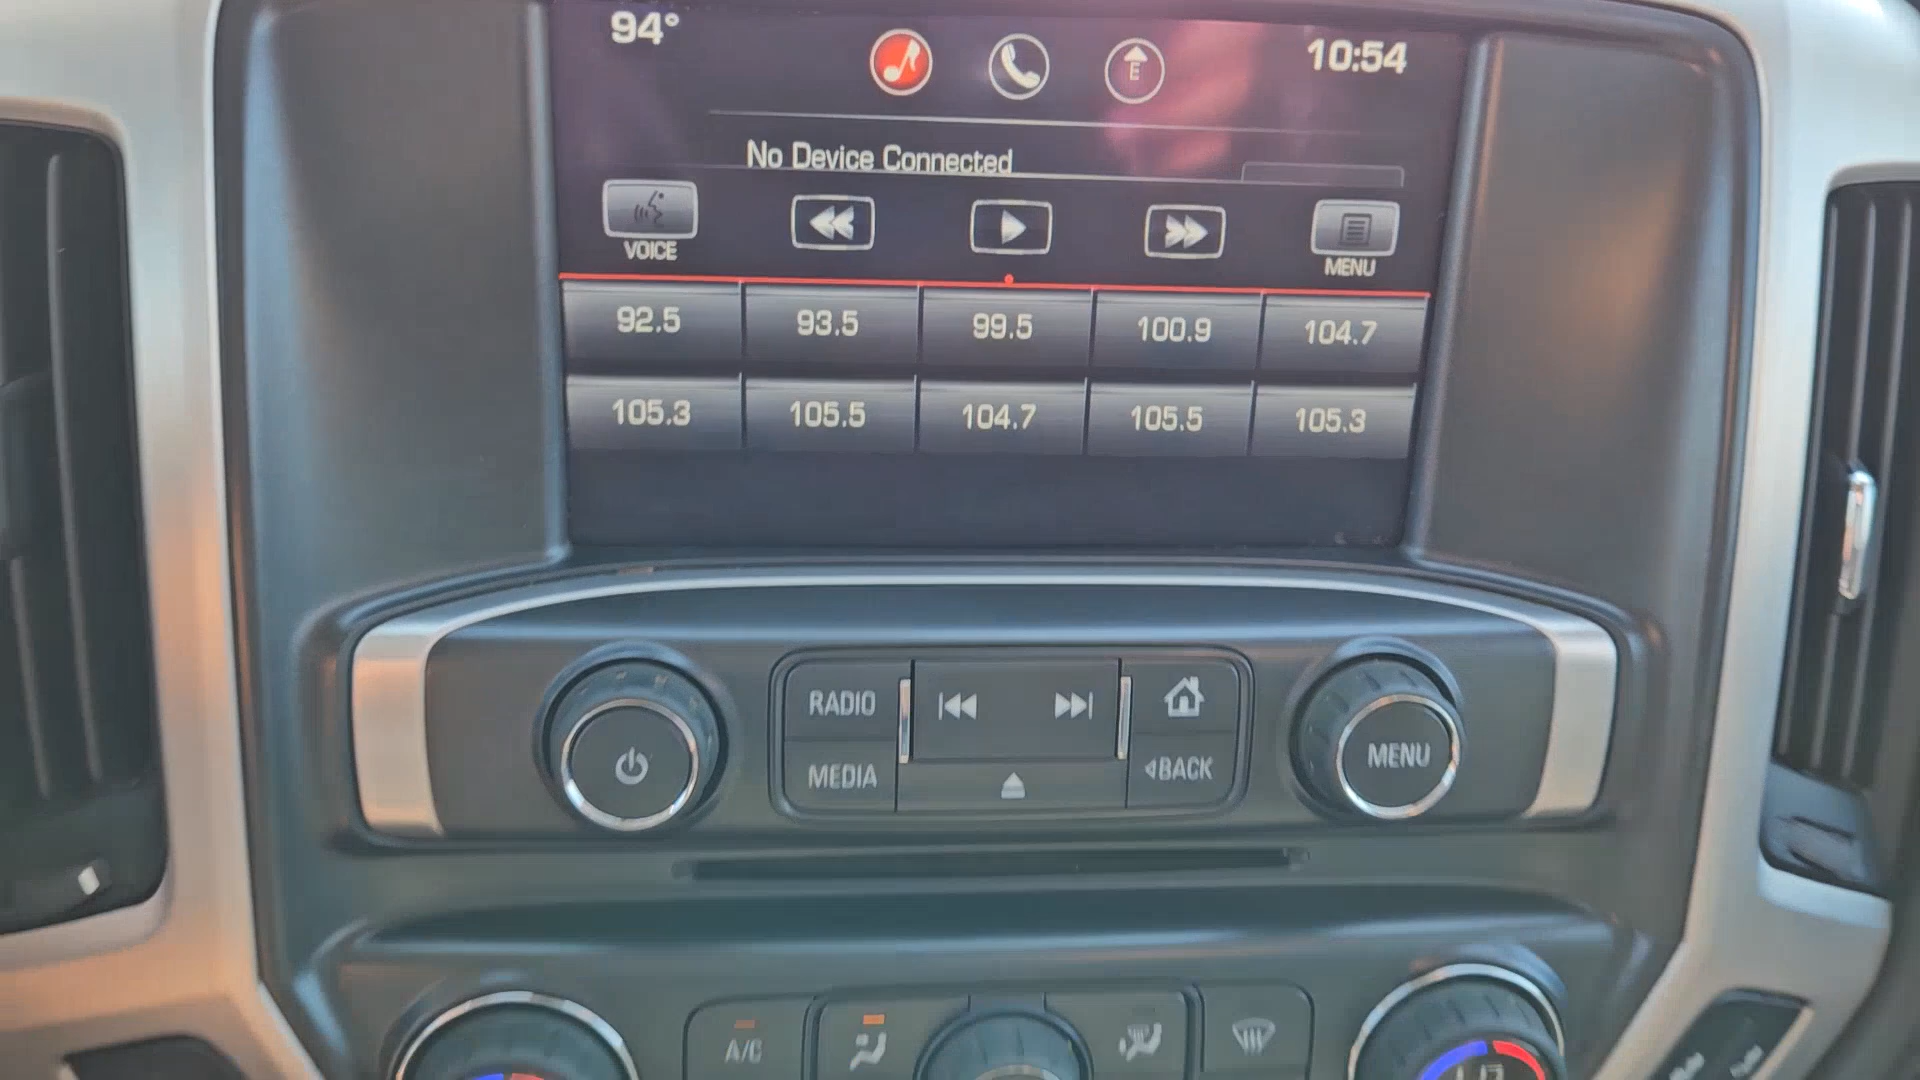 94° 10:54
E
No Device Connected
VOICE MENU
92.5 93.5 99.5 100.9 104.7
105.3 105.5 104.7 105.5 105.3
RADIO
MENU
MEDIA BACK
A/C